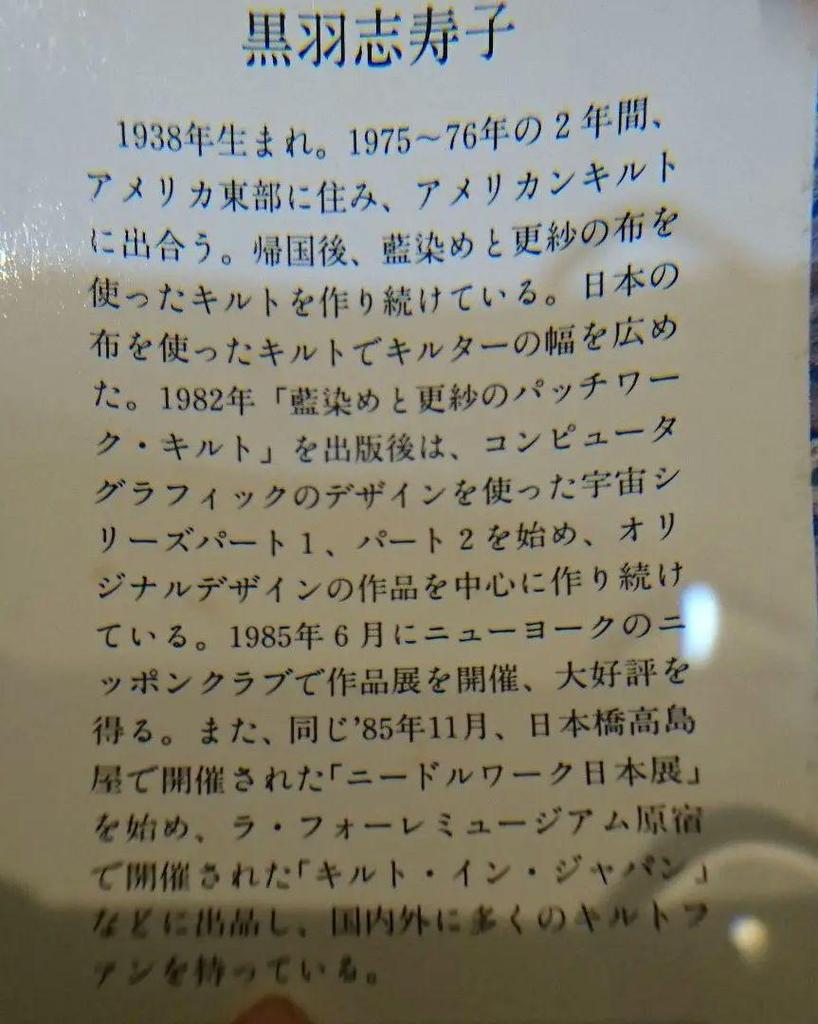 黒羽志寿子
1938年生まれ。1975〜76年の2年間、
アメリカ東部に住み、アメリカンキルト
に出合う。帰国後、藍染めと更紗の布を
使ったキルトを作り続けている。日本の
布を使ったキルトでキルターの幅を広め
た。1982年「藍染めと更紗のパッチワー
ク・キルト」を出版後は、コンピュータ
グラフィックのデザインを使った宇宙シ
リーズパート1、パート2を始め、オリ
ジナルデザインの作品を中心に作り続け
ている。1985年6月にニューヨークのニ
ッポンクラブで作品展を開催、大好評を
得る。また、同じ'85年11月、日本橋高島
屋で開催された「ニードルワーク日本展」
を始め、ラ・フォーレミュージアム原宿
で開催された「キルト・イン・ジャパン」
などに出品し、国内外に多くのキルトフ
ァンを持っている。